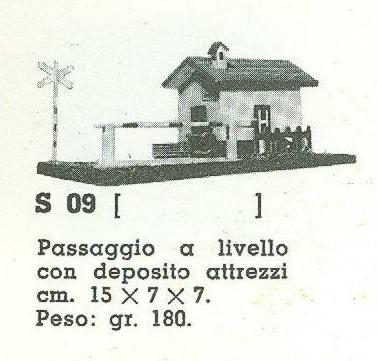 S 09 [ ]
Passaggio a livello
con deposito attrezzi
cm. 15 × 7 × 7.
Peso: gr. 180.